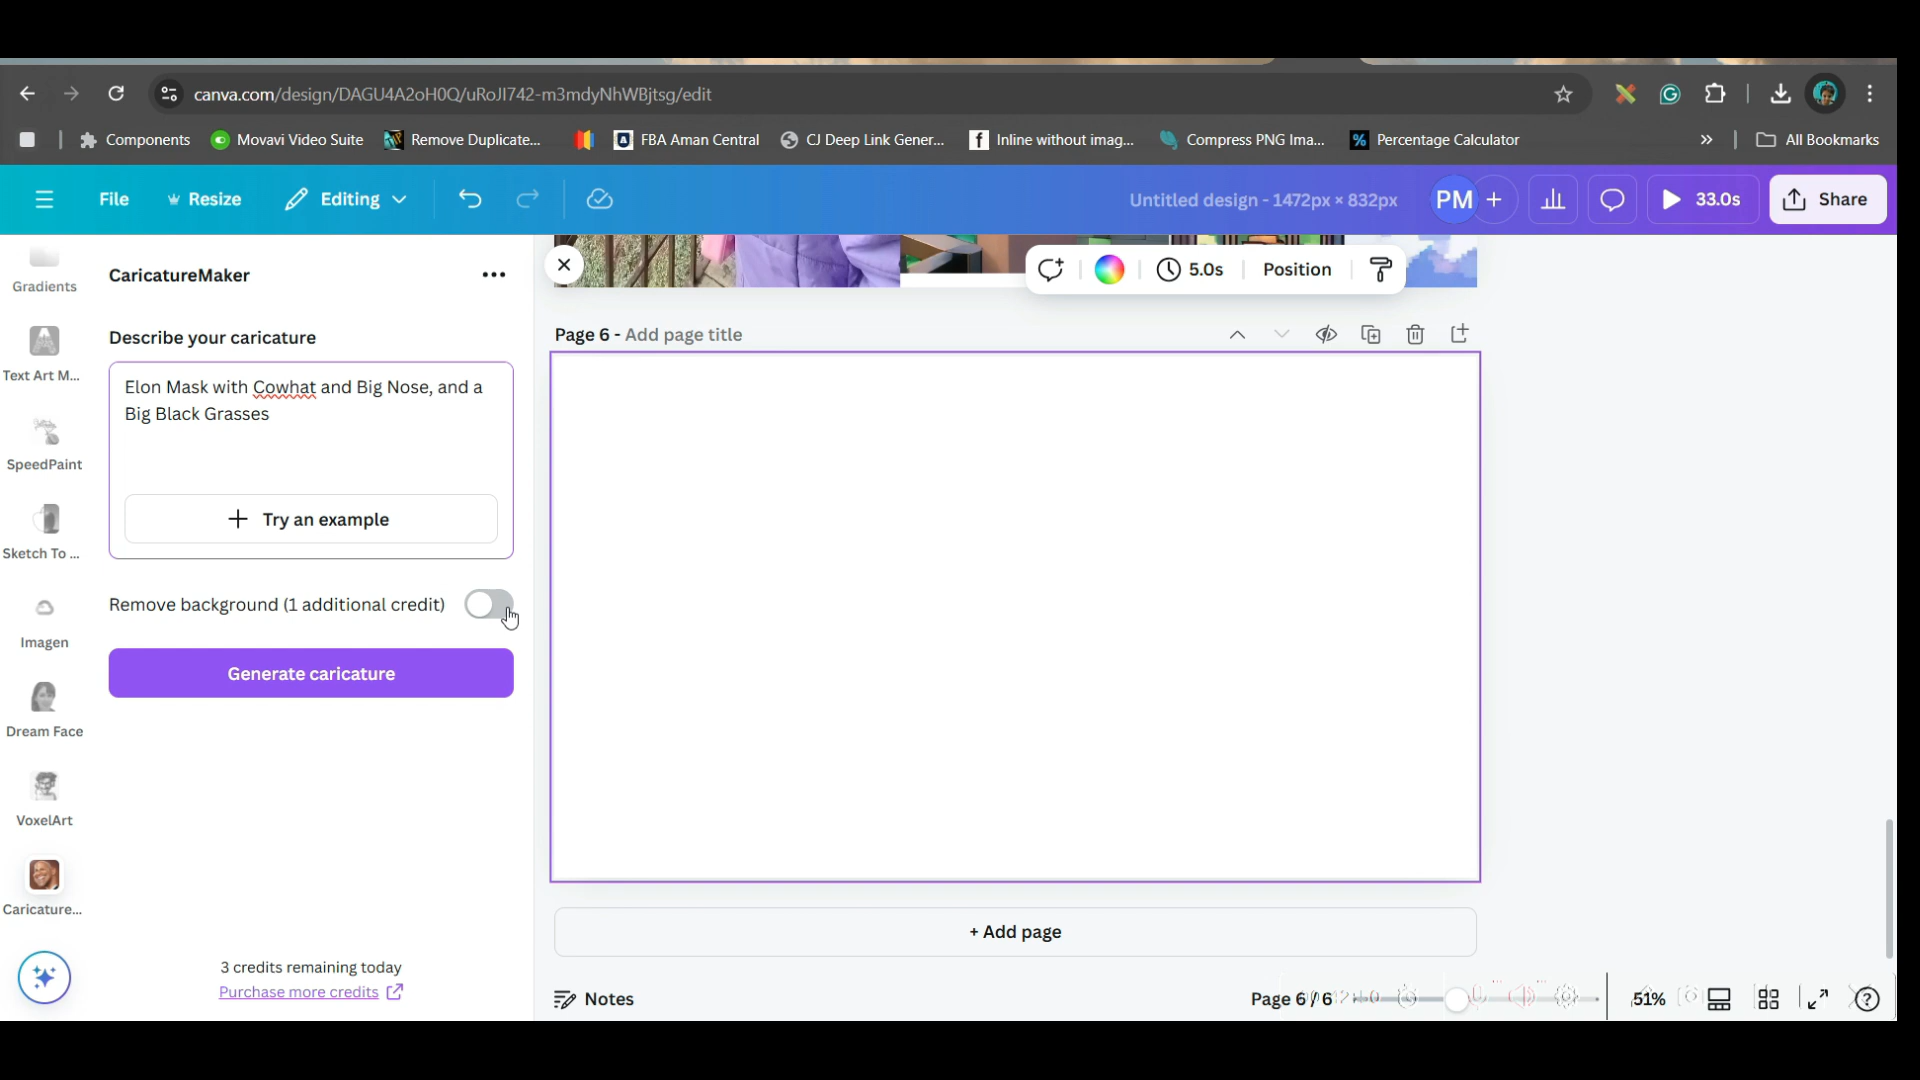 canva.com/design/DAGU4A2oH0Q/uRoJI742-m3mdyNhWBjtsg/edit
Components
Movavi Video Suite
Remove Duplicate...
FBA Aman Central
CJ Deep Link Gener...
Inline without imag...
Compress PNG Ima...
Percentage Calculator
»
All Bookmarks
File
Resize
Editing
Untitled design - 1472px × 832px
PM
33.0s
Share
Gradients
Text Art M...
SpeedPaint
Sketch To ...
Imagen
Dream Face
VoxelArt
Caricature...
CaricatureMaker
Describe your caricature
Elon Mask with Cowhat and Big Nose, and a
Big Black Grasses
+ Try an example
Remove background (1 additional credit)
Generate caricature
3 credits remaining today
Purchase more credits
5.0s
Position
Page 6 - Add page title
+ Add page
Notes
Page 6 / 6
51%